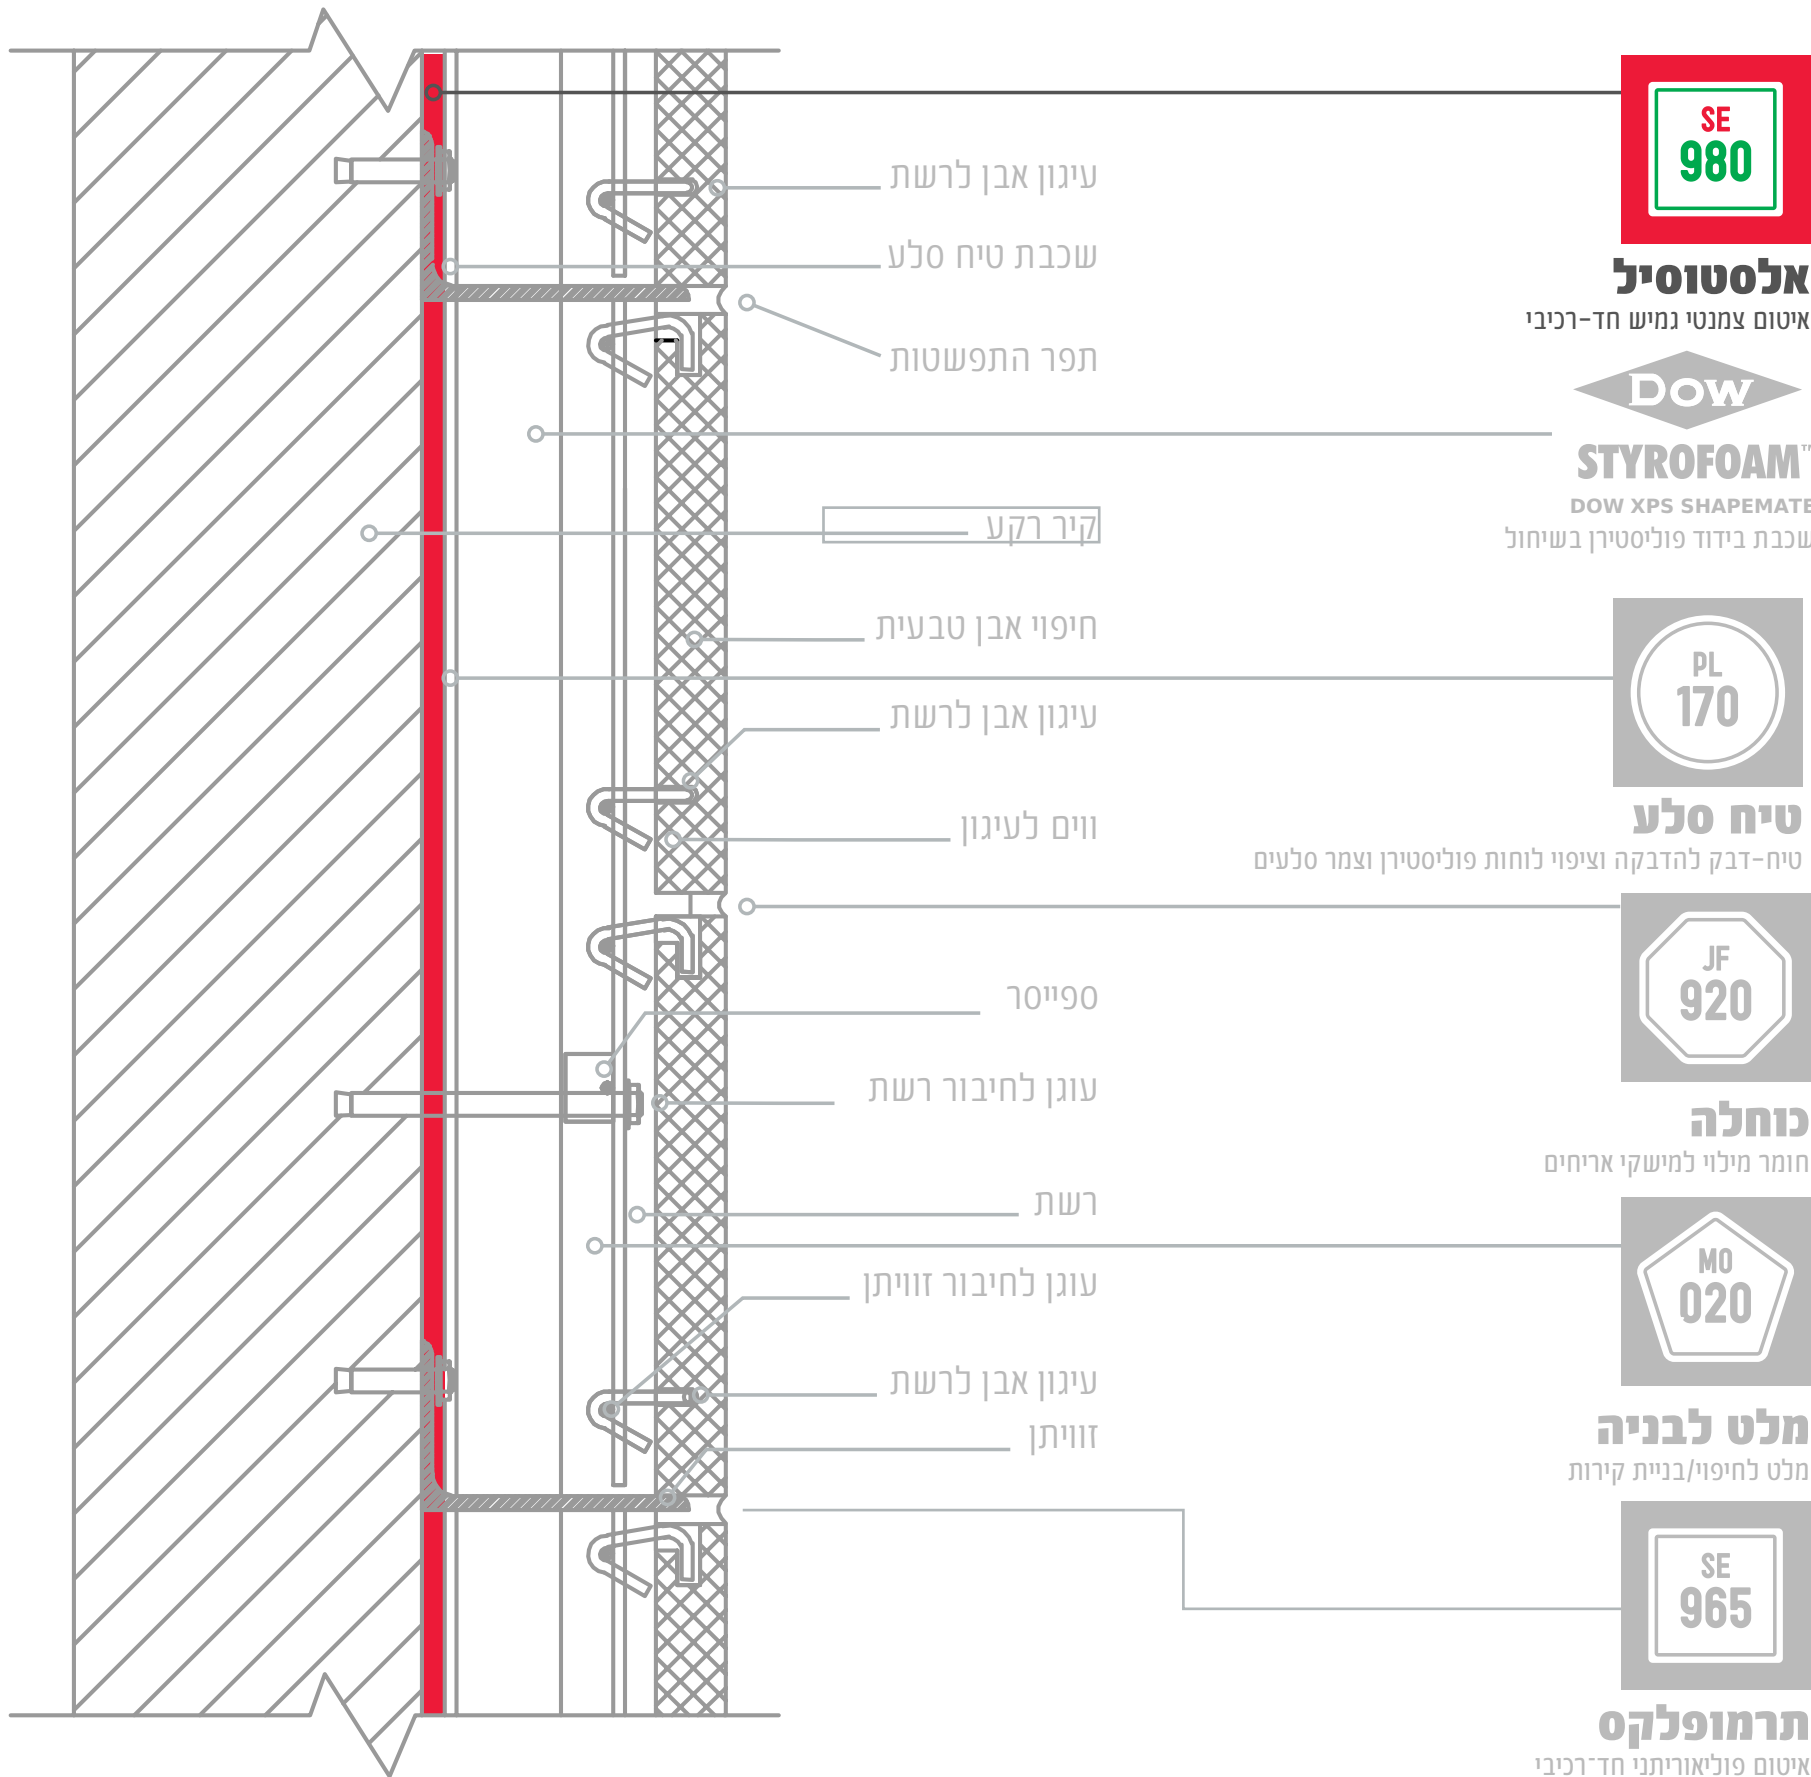 SE
980
אלסטוסיל
איטום צמנטי גמיש חד-רכיבי
עיגון אבן לרשת
שכבת טיח סלע
תפר התפשטות
DOW
STYROFOAM™
DOW XPS SHAPEMATE
שכבת בידוד פוליסטירן בשיחול
קיר רקע
חיפוי אבן טבעית
PL
170
טיח סלע
טיח-דבק להדבקה וציפוי לוחות פוליסטירן וצמר סלעים
עיגון אבן לרשת
ווים לעיגון
JF
920
כוחלה
חומר מילוי למישקי אריחים
ספייסר
עוגן לחיבור רשת
רשת
MO
020
מלט לבניה
מלט לחיפוי/בניית קירות
עוגן לחיבור זוויתן
עיגון אבן לרשת
זוויתן
SE
965
תרמופלקס
איטום פוליאוריתני חד־רכיבי